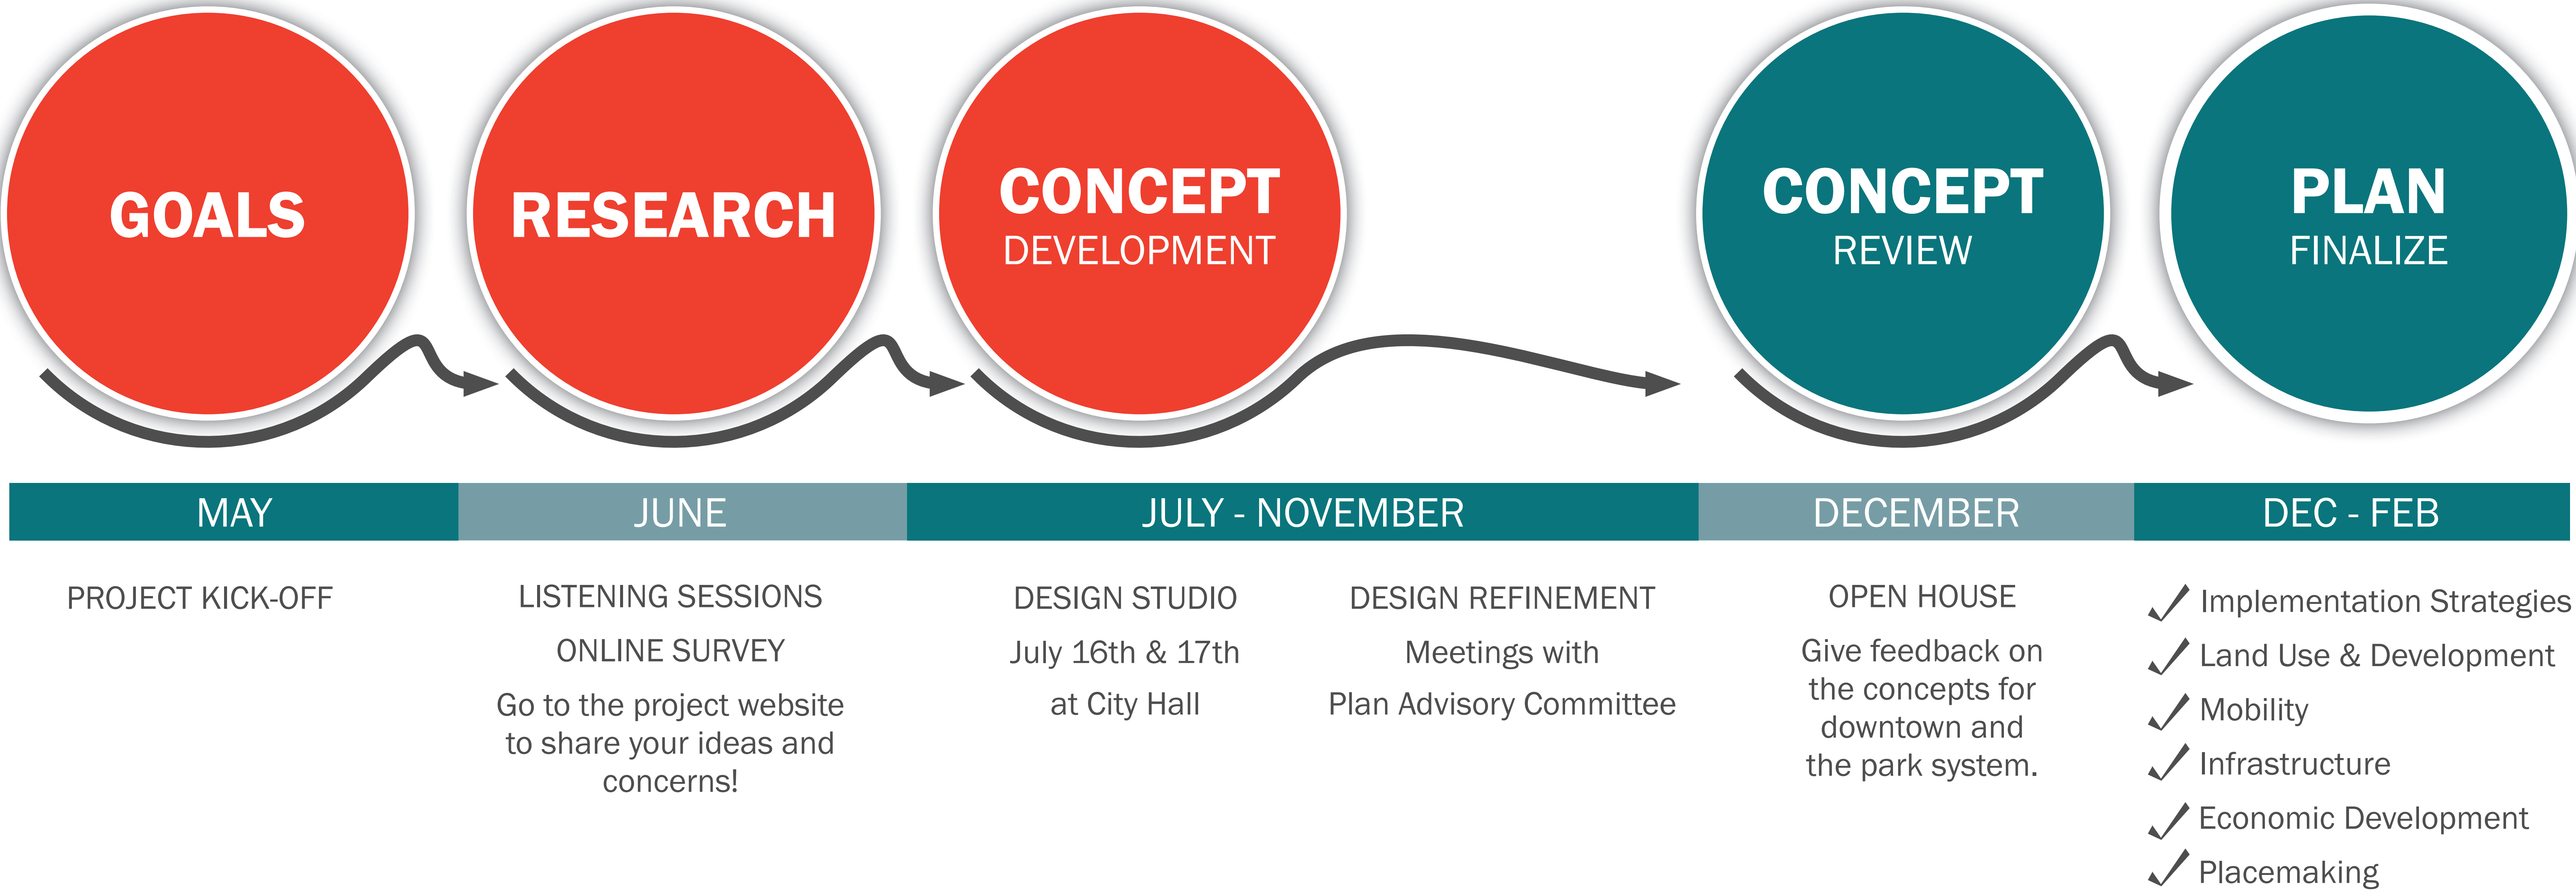 GOALS
RESEARCH
CONCEPT
DEVELOPMENT
CONCEPT
REVIEW
PLAN
FINALIZE
MAY
JUNE
JULY - NOVEMBER
DECEMBER
DEC - FEB
PROJECT KICK-OFF
LISTENING SESSIONS
ONLINE SURVEY
Go to the project website
to share your ideas and
concerns!
DESIGN STUDIO
July 16th & 17th
at City Hall
DESIGN REFINEMENT
Meetings with
Plan Advisory Committee
OPEN HOUSE
Give feedback on
the concepts for
downtown and
the park system.
Implementation Strategies
Land Use & Development
Mobility
Infrastructure
Economic Development
Placemaking